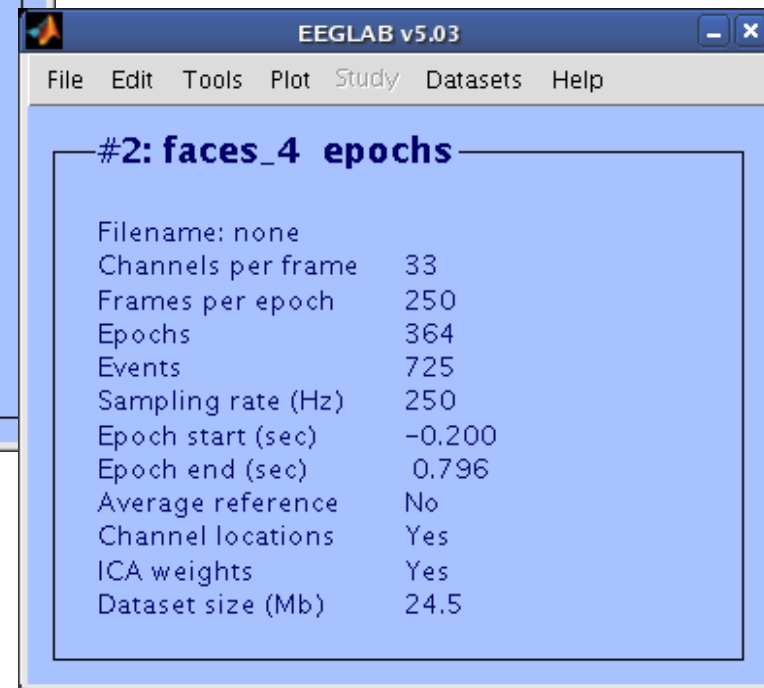 EEGLAB v5.03
File Edit Tools Plot Study Datasets Help
#2: faces_4 epochs
Filename: none
Channels per frame 33
Frames per epoch 250
Epochs 364
Events 725
Sampling rate (Hz) 250
Epoch start (sec) -0.200
Epoch end (sec) 0.796
Average reference No
Channel locations Yes
ICA weights Yes
Dataset size (Mb) 24.5